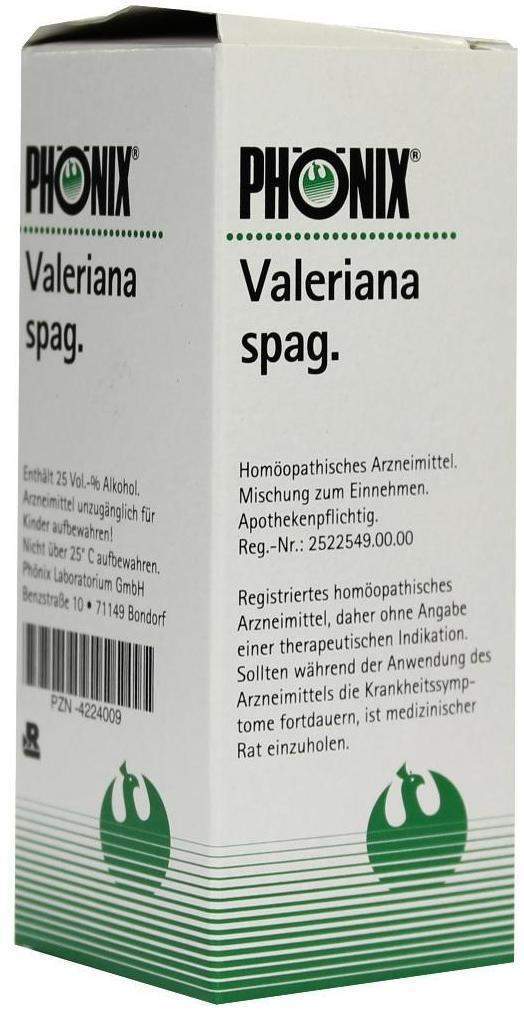 PHÖNIX®
Valeriana
spag.
Enthält 25 Vol.-% Alkohol.
Arzneimittel unzugänglich für
Kinder aufbewahren!
Nicht über 25° C aufbewahren.
Phönix Laboratorium GmbH
Benzstraße 10 • 71149 Bondorf
PZN -4224009
PHÖNIX®
Valeriana
spag.
Homöopathisches Arzneimittel.
Mischung zum Einnehmen.
Apothekenpflichtig.
Reg.-Nr.: 2522549.00.00
Registriertes homöopathisches
Arzneimittel, daher ohne Angabe
einer therapeutischen Indikation.
Sollten während der Anwendung des
Arzneimittels die Krankheitssymp-
tome fortdauern, ist medizinischer
Rat einzuholen.